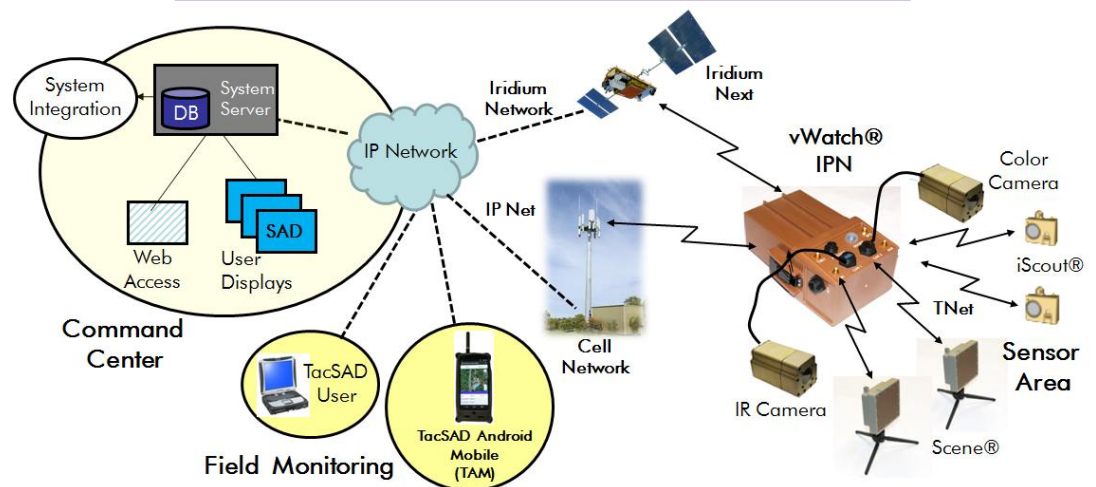 System
Integration
System
Server
DB
Web
Access
SAD
User
Displays
Command
Center
IP Network
Iridium
Network
Iridium
Next
IP Net
Cell
Network
TacSAD
User
TacSAD Android
Mobile
(TAM)
Field Monitoring
vWatch®
IPN
Color
Camera
iScout®
TNet
Sensor
Area
IR Camera
Scene®